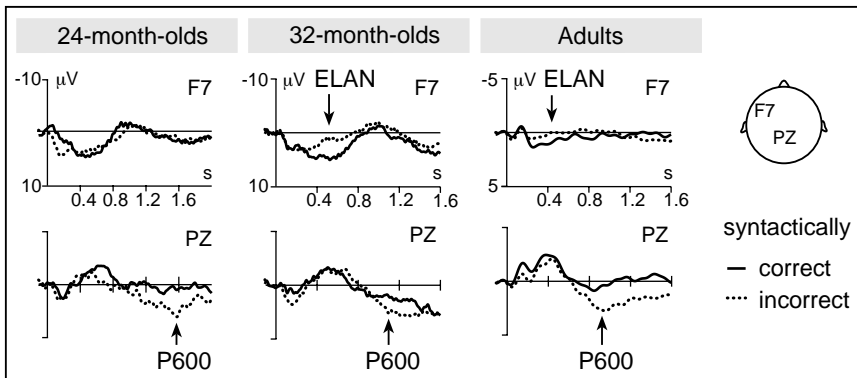 24-month-olds 32-month-olds Adults
-10 μV F7 -10 μV ELAN F7 -5 μV ELAN F7
F7
PZ
10 s 10 s 5 s
0.4 0.8 1.2 1.6 0.4 0.8 1.2 1.6 0.4 0.8 1.2 1.6
PZ PZ PZ
syntactically
correct
incorrect
P600 P600 P600